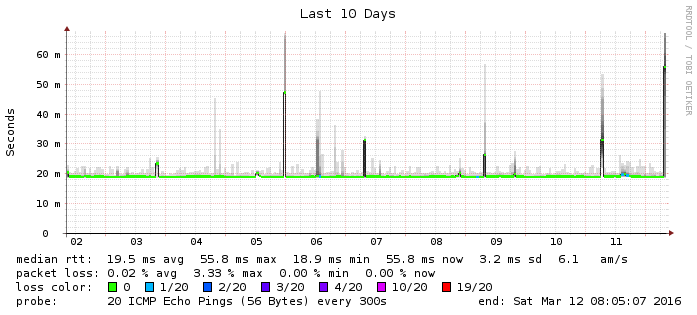 Last 10 Days
RRDTOOL / TOBI OETIKER
Seconds
60 m
50 m
40 m
30 m
20 m
10 m
0
02 03 04 05 06 07 08 09 10 11
median rtt: 19.5 ms avg 55.8 ms max 18.9 ms min 55.8 ms now 3.2 ms sd 6.1 am/s
packet loss: 0.02 % avg 3.33 % max 0.00 % min 0.00 % now
loss color: 0 1/20 2/20 3/20 4/20 10/20 19/20
probe: 20 ICMP Echo Pings (56 Bytes) every 300s end: Sat Mar 12 08:05:07 2016